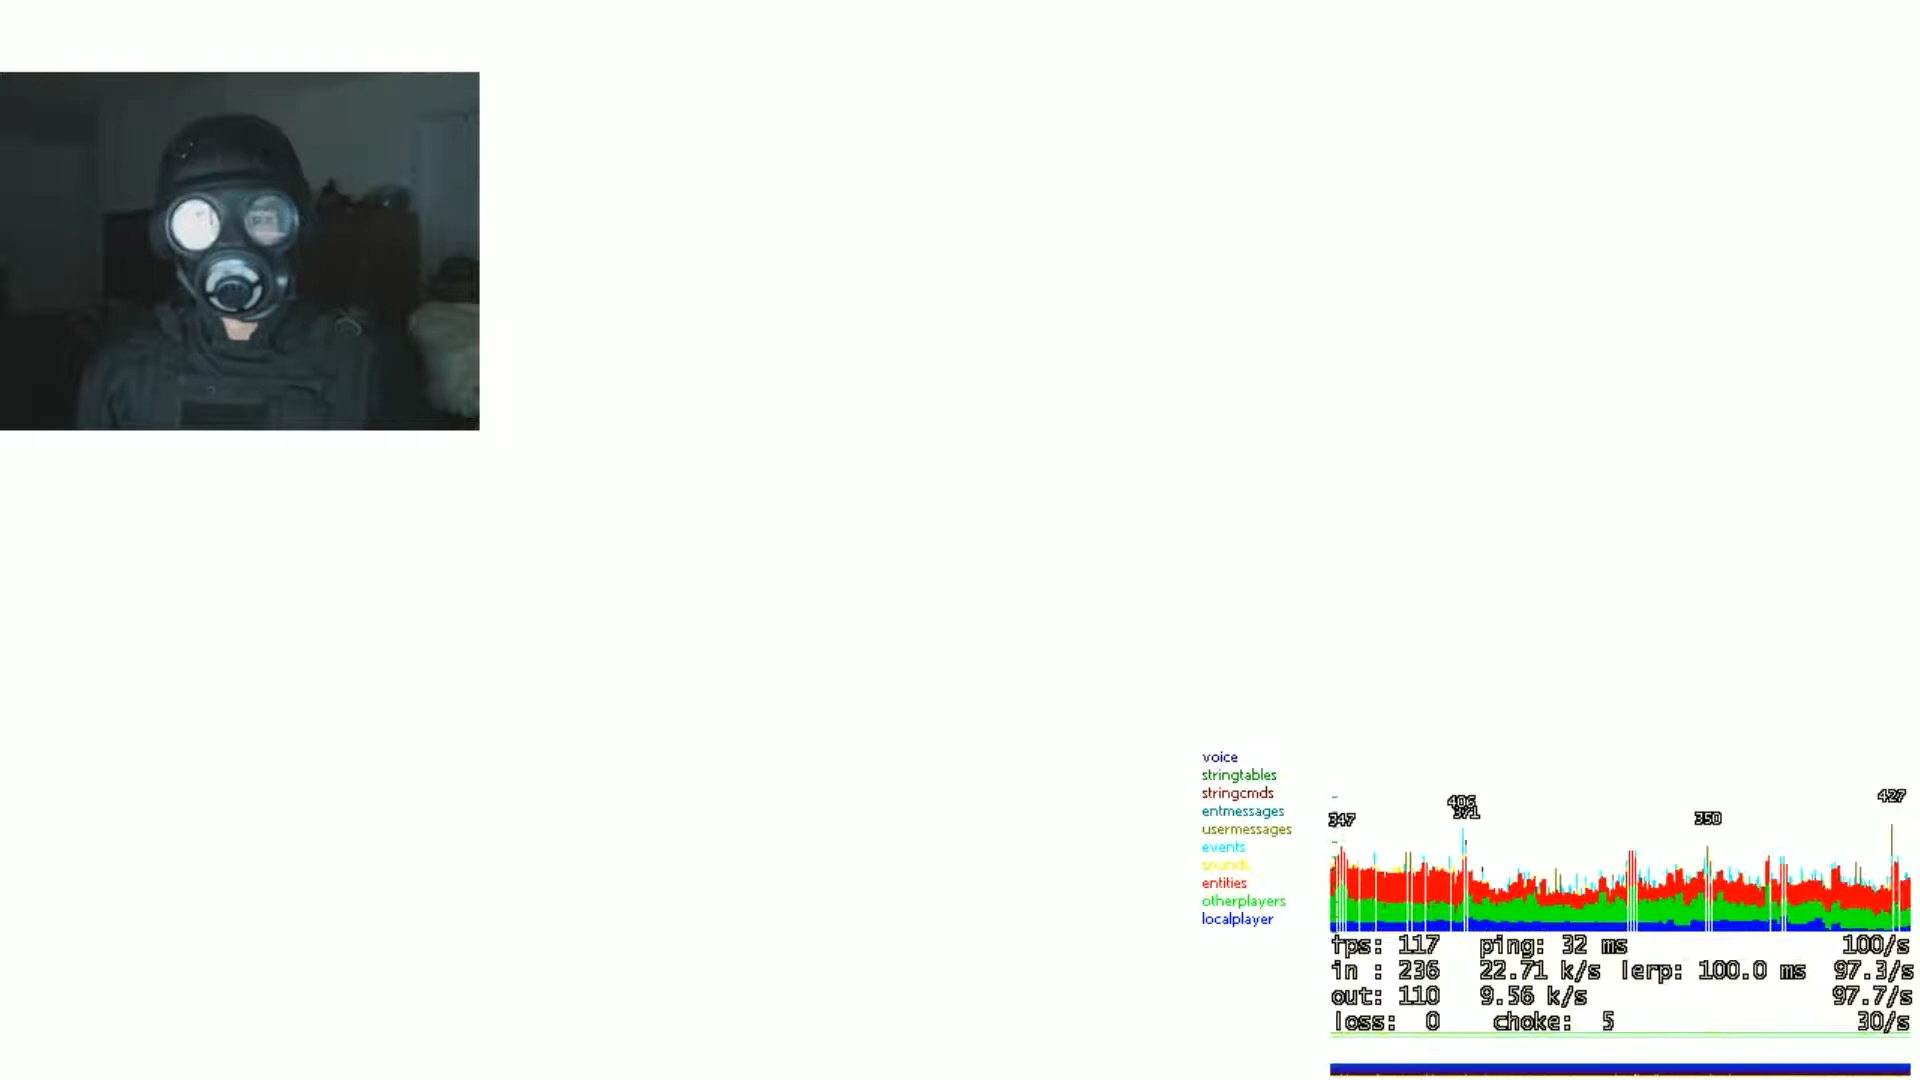 voice
stringtables
stringcmds
entmessages
usermessages
events
sounds
entities
otherplayers
localplayer
347
406
371
350
427
fps: 117 ping: 32 ms 100/s
in : 236 22.71 k/s lerp: 100.0 ms 97.3/s
out: 110 9.56 k/s 97.7/s
loss: 0 choke: 5 30/s